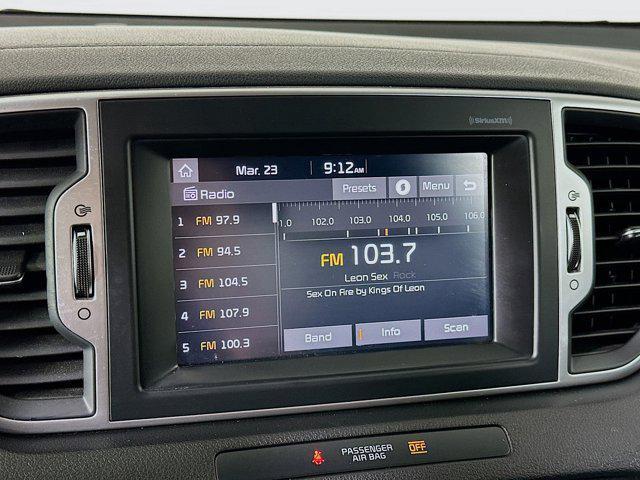 ((SiriusXM))
Mar. 23 9:12AM
Radio Presets Menu
1 FM 97.9
2 FM 94.5
3 FM 104.5
4 FM 107.9
5 FM 100.3
1.0 102.0 103.0 104.0 105.0 106.0
FM 103.7
Leon Sex Rock
Sex On Fire by Kings Of Leon
Band Info Scan
PASSENGER
AIR BAG OFF